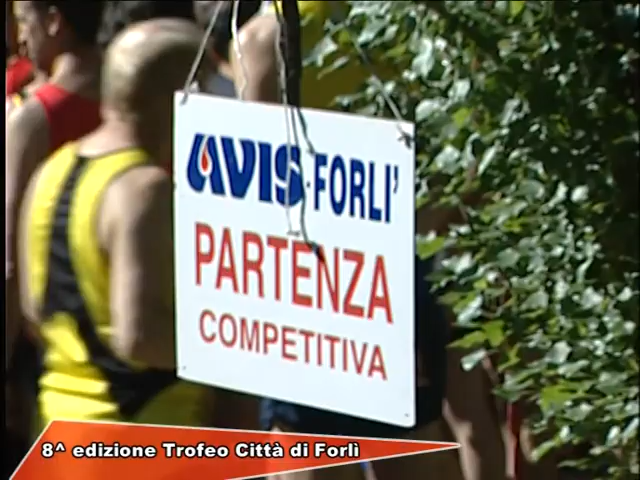 AVIS-FORLI'
PARTENZA
COMPETITIVA
8^ edizione Trofeo Città di Forlì